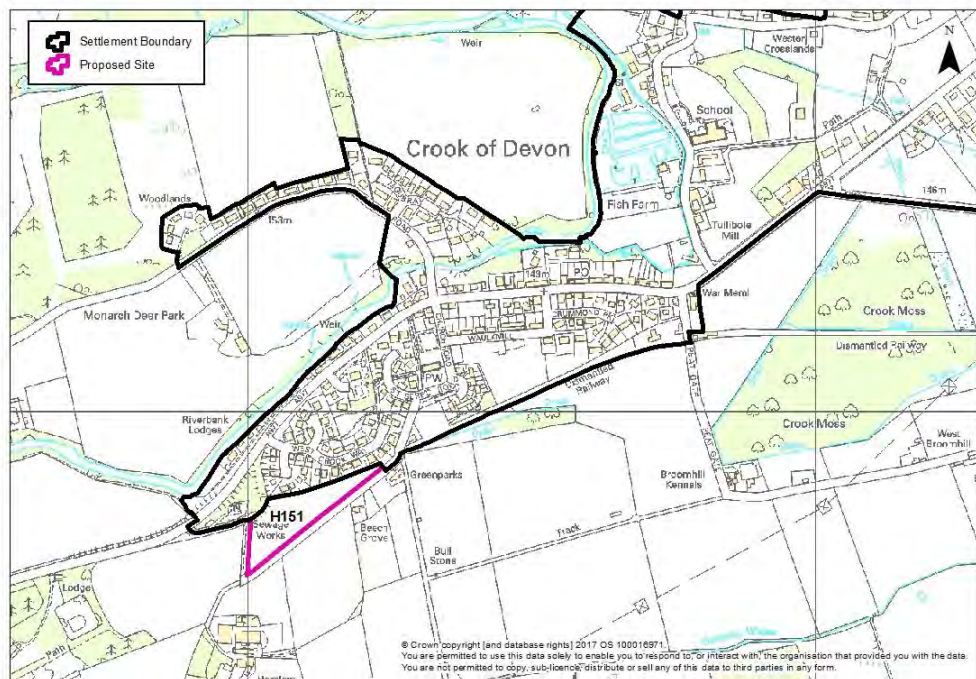 Settlement Boundary
Proposed Site
N
Weir
Wester
Crosslands
School
Path
Crook of Devon
Woodlands
153m
146m
Fish Farm
Tullibole
Mill
149m
PO
War Meml
Monarch Deer Park
Weir
Crook Moss
Dismantled Railway
PW
Dismantled
Railway
Riverbank
Lodges
Crook Moss
West
Broomhill
Greenparks
Broomhill
Kennels
H151
Sewage
Works
Beech
Grove
Track
Bull
Stone
Lodge
Path
© Crown copyright [and database rights] 2017 OS 100016971
You are permitted to use this data solely to enable you to respond to, or interact with, the organisation that provided you with the data.
You are not permitted to copy, sub-licence, distribute or sell any of this data to third parties in any form.